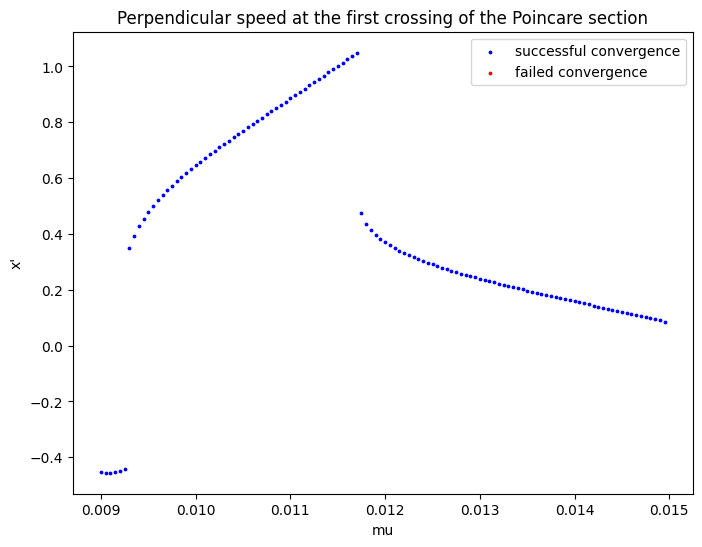 Perpendicular speed at the first crossing of the Poincare section
successful convergence
failed convergence
1.0
0.8
0.6
0.4
0.2
0.0
−0.2
−0.4
x'
0.009 0.010 0.011 0.012 0.013 0.014 0.015
mu